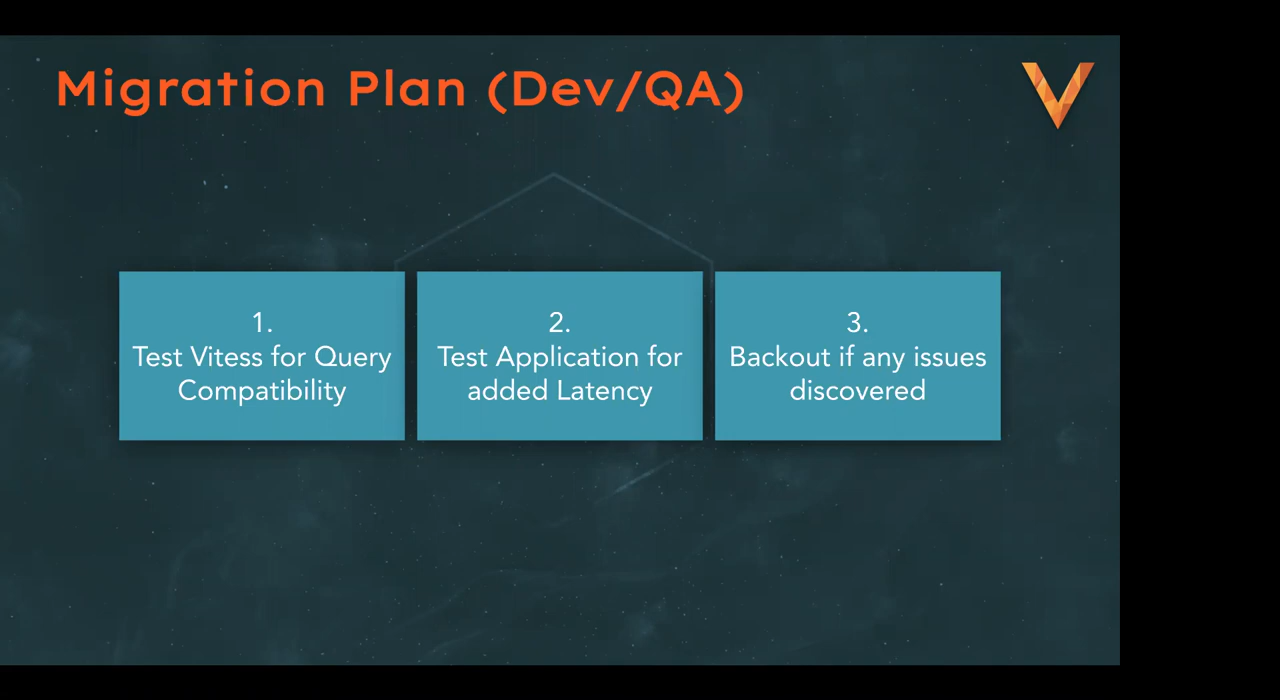 Migration Plan (Dev/QA)
1.
Test Vitess for Query
Compatibility
2.
Test Application for
added Latency
3.
Backout if any issues
discovered